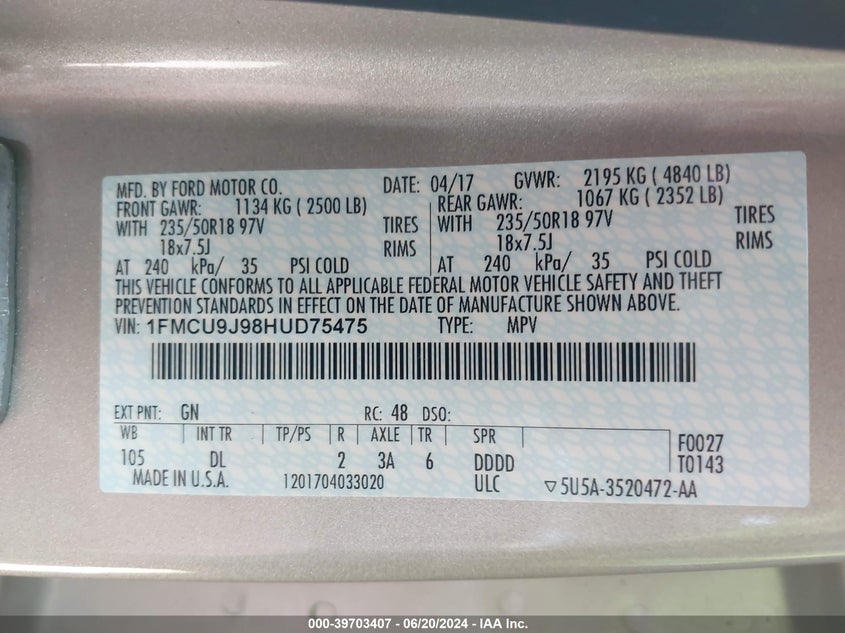 MFD. BY FORD MOTOR CO. DATE: 04/17 GVWR: 2195 KG ( 4840 LB)
FRONT GAWR: 1134 KG ( 2500 LB) REAR GAWR: 1067 KG ( 2352 LB)
WITH 235/50R18 97V TIRES WITH 235/50R18 97V TIRES
18x7.5J RIMS 18x7.5J RIMS
AT 240 kPa/ 35 PSI COLD AT 240 kPa/ 35 PSI COLD
THIS VEHICLE CONFORMS TO ALL APPLICABLE FEDERAL MOTOR VEHICLE SAFETY AND THEFT
PREVENTION STANDARDS IN EFFECT ON THE DATE OF MANUFACTURE SHOWN ABOVE.
VIN: 1FMCU9J98HUD75475 TYPE: MPV
EXT PNT: GN RC: 48 DSO:
WB INT TR TP/PS R AXLE TR SPR F0027
105 DL 2 3A 6 DDDD T0143
MADE IN U.S.A. 1201704033020 ULC ▽5U5A-3520472-AA
000-39703407 - 06/20/2024 - IAA Inc.